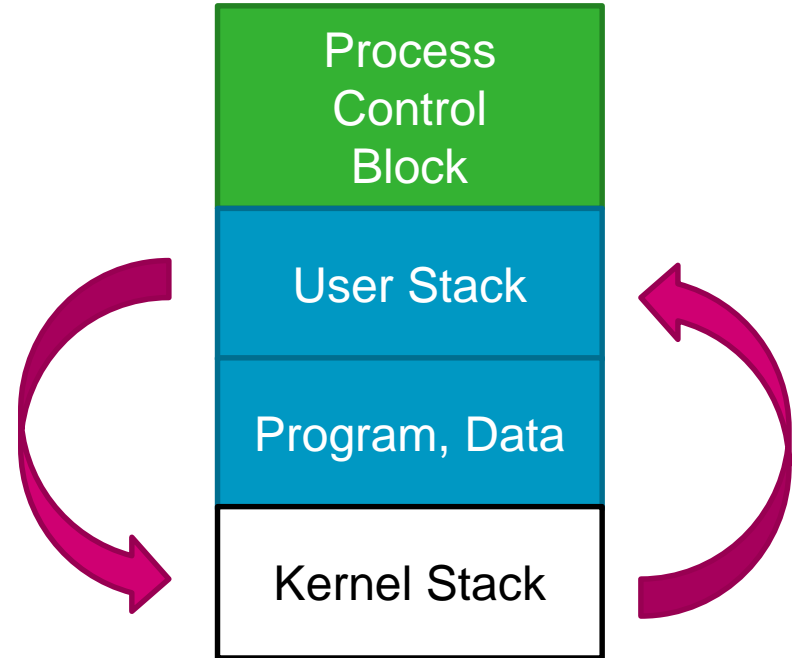 Process
Control
Block
User Stack
Program, Data
Kernel Stack